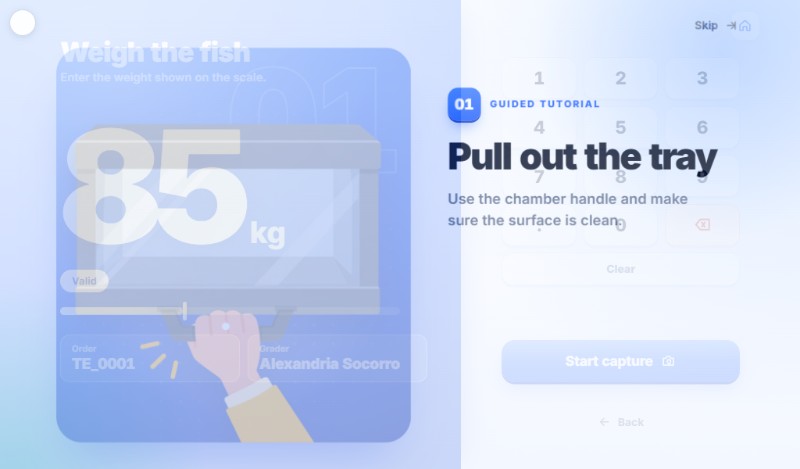 Skip
Weigh the fish
Enter the weight shown on the scale.
01
85 kg
Valid
Order
TE_0001
Grader
Alexandria Socorro
01
GUIDED TUTORIAL
Pull out the tray
Use the chamber handle and make
sure the surface is clean.
1 2 3
4 5 6
7 8 9
. 0
Clear
Start capture
Back